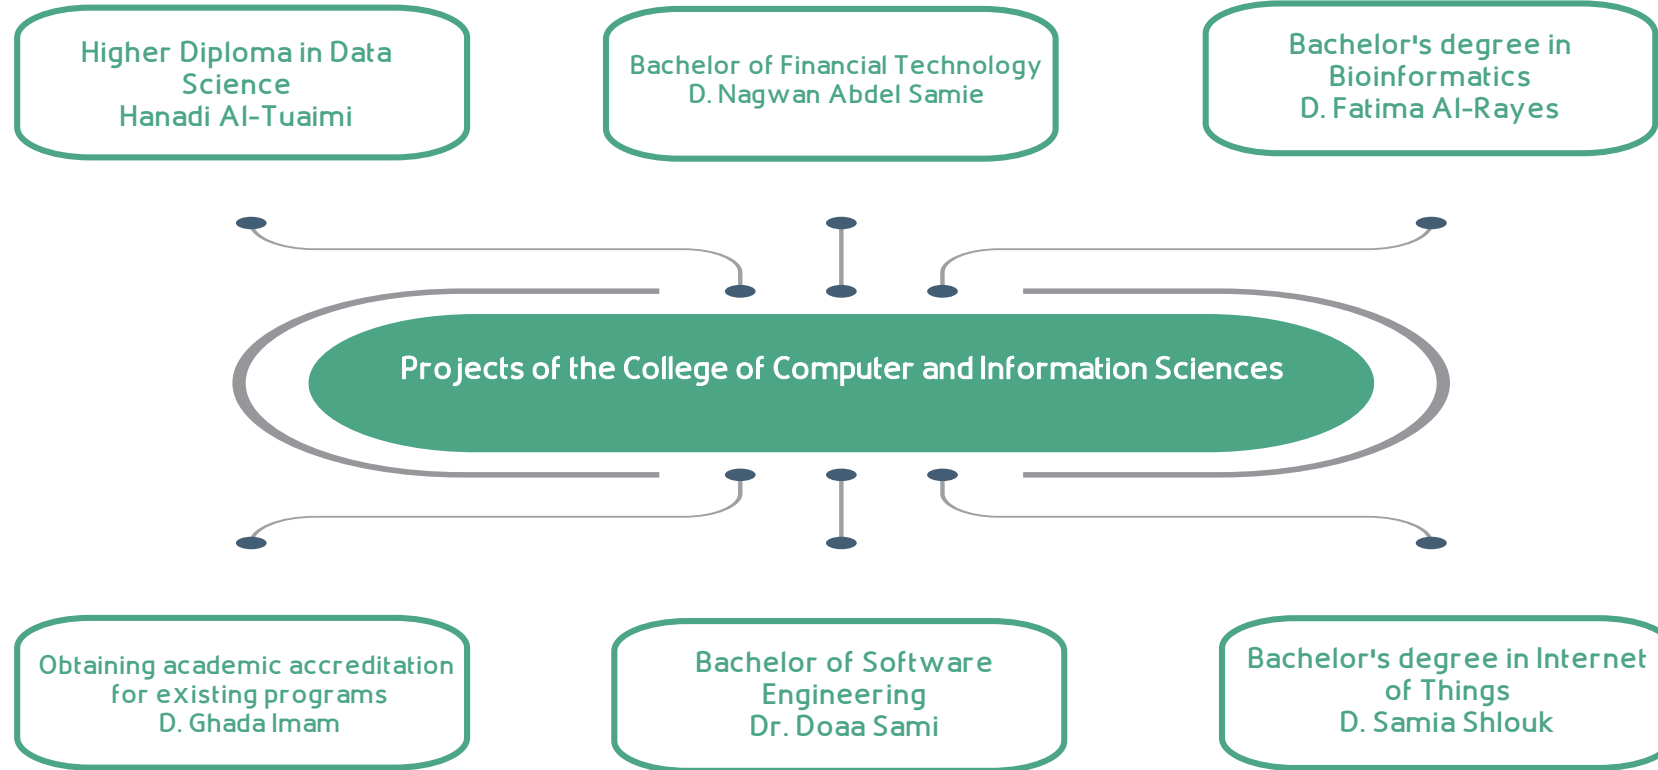 Higher Diploma in Data
Science
Hanadi Al-Tuaimi
Bachelor of Financial Technology
D. Nagwan Abdel Samie
Bachelor's degree in
Bioinformatics
D. Fatima Al-Rayes
Projects of the College of Computer and Information Sciences
Obtaining academic accreditation
for existing programs
D. Ghada Imam
Bachelor of Software
Engineering
Dr. Doaa Sami
Bachelor's degree in Internet
of Things
D. Samia Shlouk